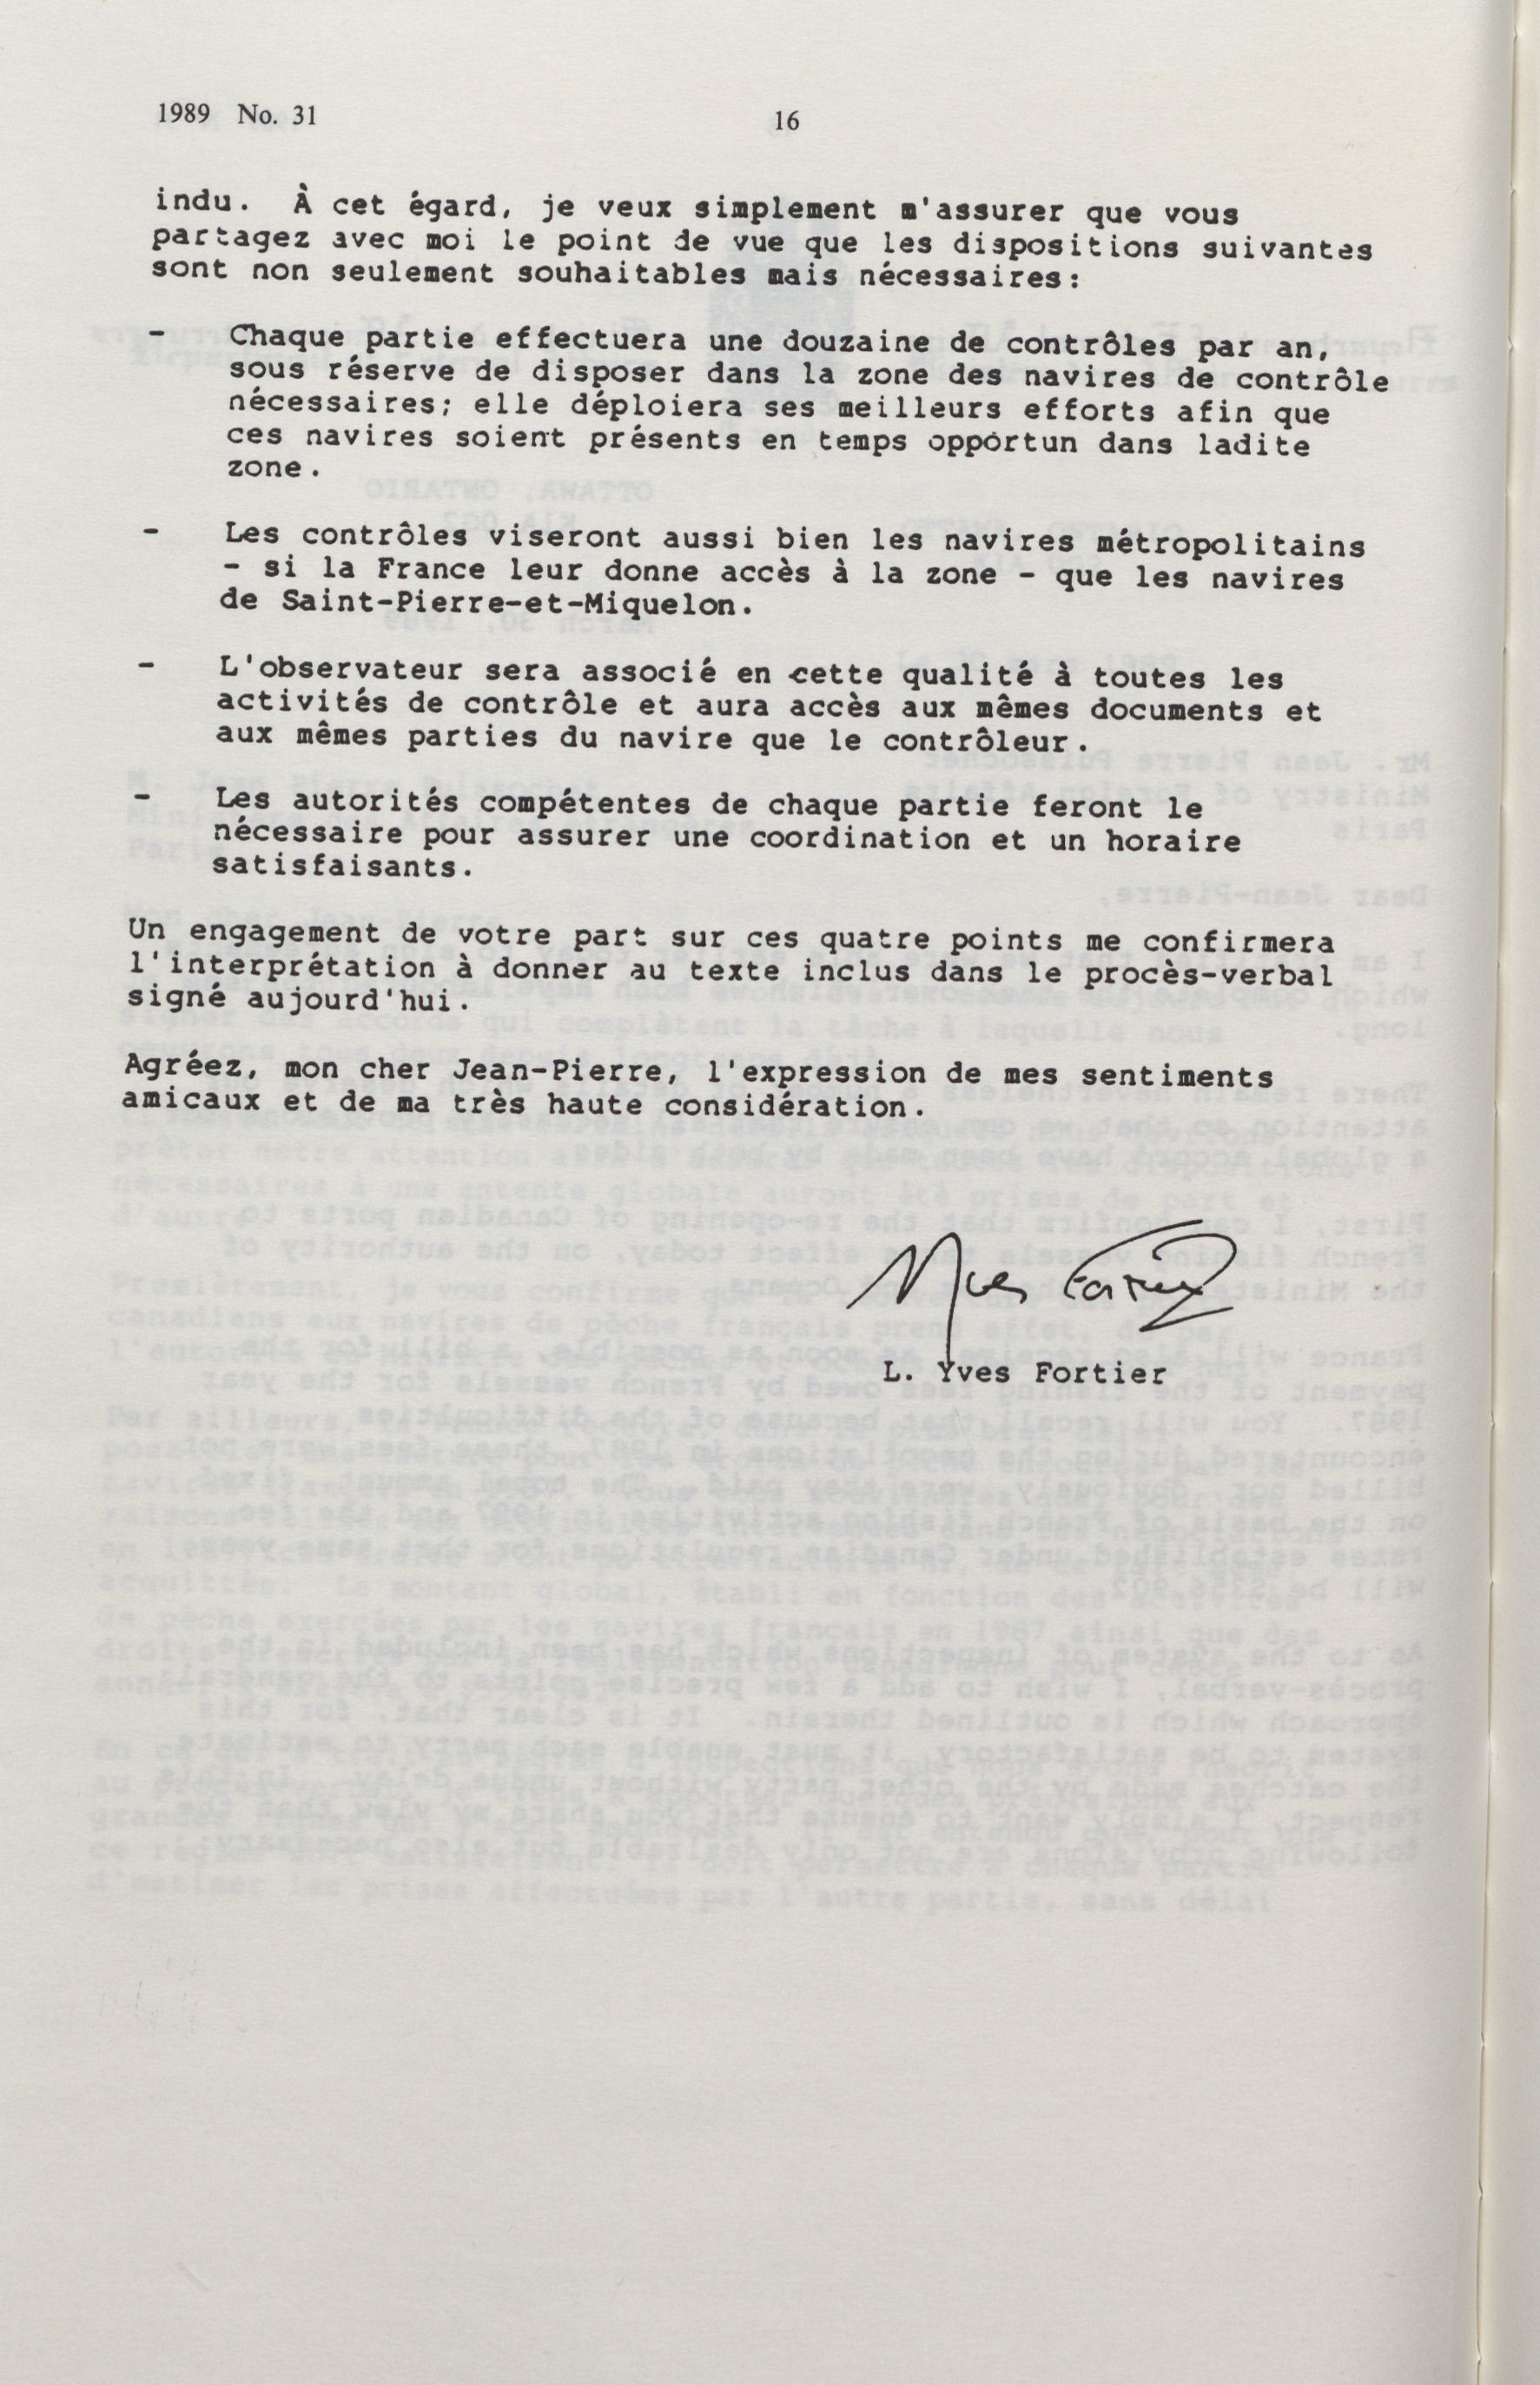 1989 No. 31
16
indu. À cet égard, je veux simplement m'assurer que vous
partagez avec moi le point de vue que les dispositions suivantes
sont non seulement souhaitables mais nécessaires:
- Chaque partie effectuera une douzaine de contrôles par an,
sous réserve de disposer dans la zone des navires de contrôle
nécessaires; elle déploiera ses meilleurs efforts afin que
ces navires soient présents en temps opportun dans ladite
zone.
- Les contrôles viseront aussi bien les navires métropolitains
- si la France leur donne accès à la zone - que les navires
de Saint-Pierre-et-Miquelon.
- L'observateur sera associé en cette qualité à toutes les
activités de contrôle et aura accès aux mêmes documents et
aux mêmes parties du navire que le contrôleur.
- Les autorités compétentes de chaque partie feront le
nécessaire pour assurer une coordination et un horaire
satisfaisants.
Un engagement de votre part sur ces quatre points me confirmera
l'interprétation à donner au texte inclus dans le procès-verbal
signé aujourd'hui.
Agréez, mon cher Jean-Pierre, l'expression de mes sentiments
amicaux et de ma très haute considération.
Yves Fortier
L. Yves Fortier